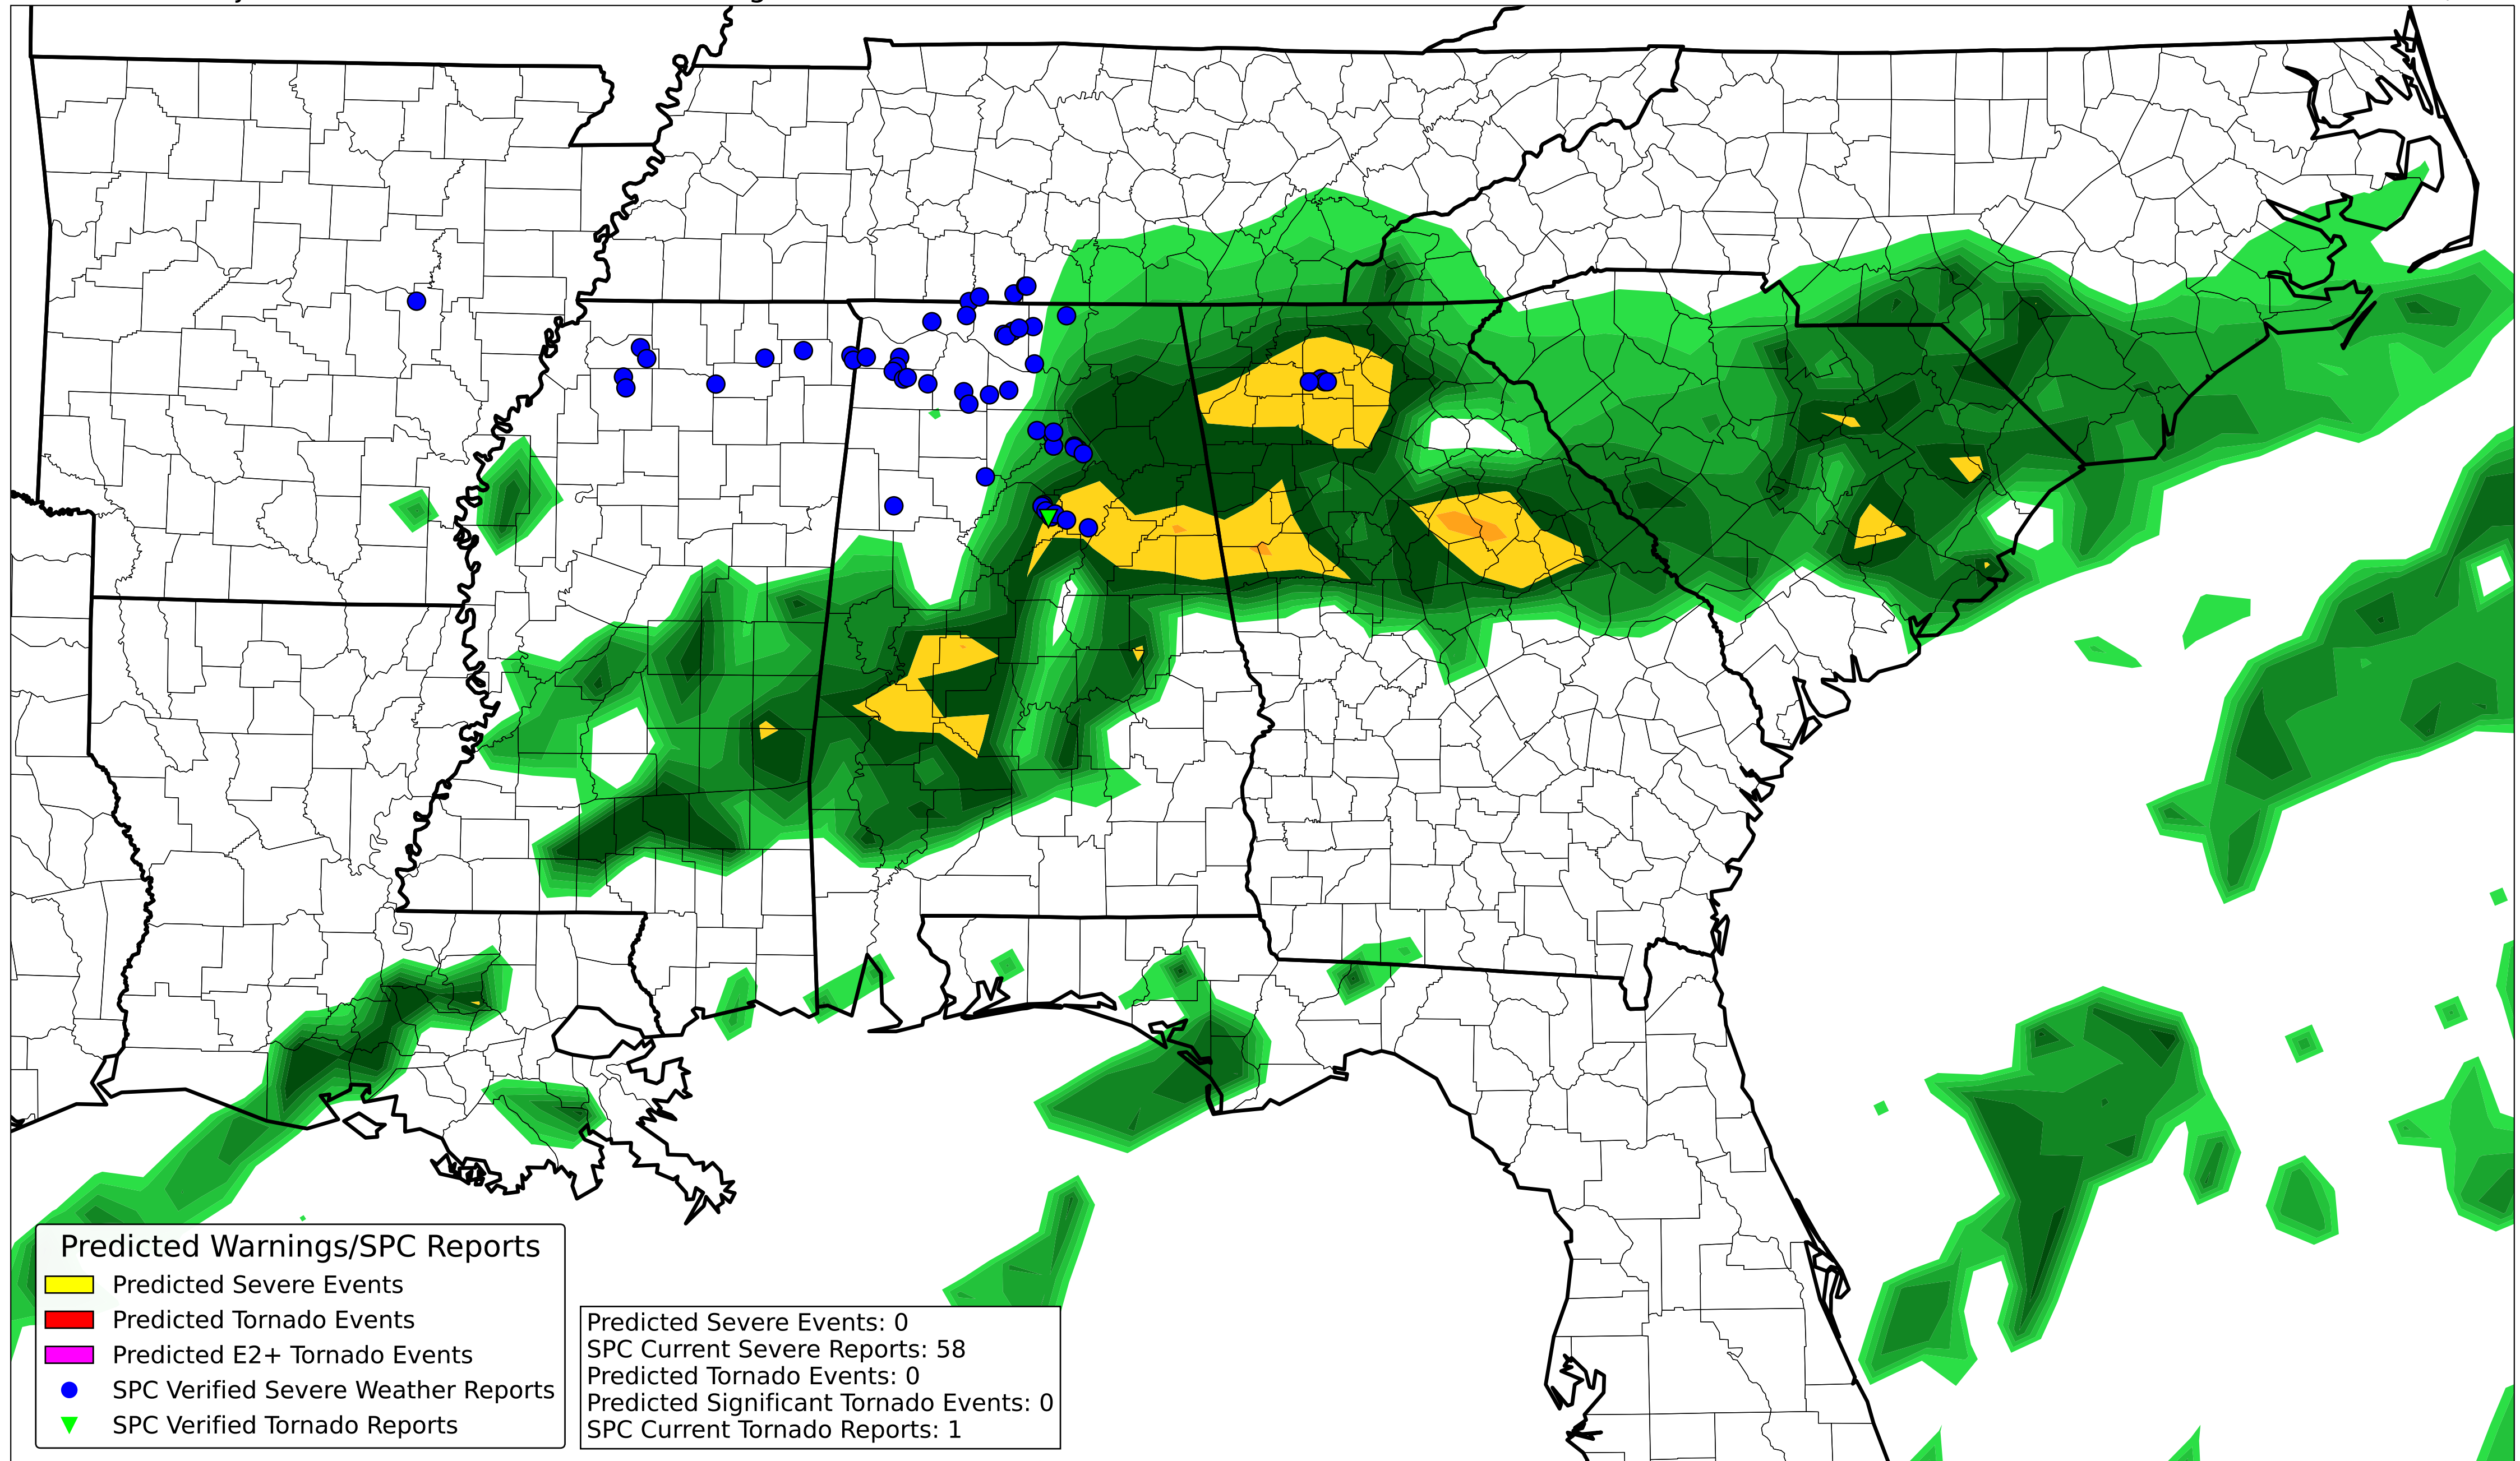 Predicted Warnings/SPC Reports
Predicted Severe Events
Predicted Tornado Events
Predicted E2+ Tornado Events
SPC Verified Severe Weather Reports
SPC Verified Tornado Reports
Predicted Severe Events: 0
SPC Current Severe Reports: 58
Predicted Tornado Events: 0
Predicted Significant Tornado Events: 0
SPC Current Tornado Reports: 1